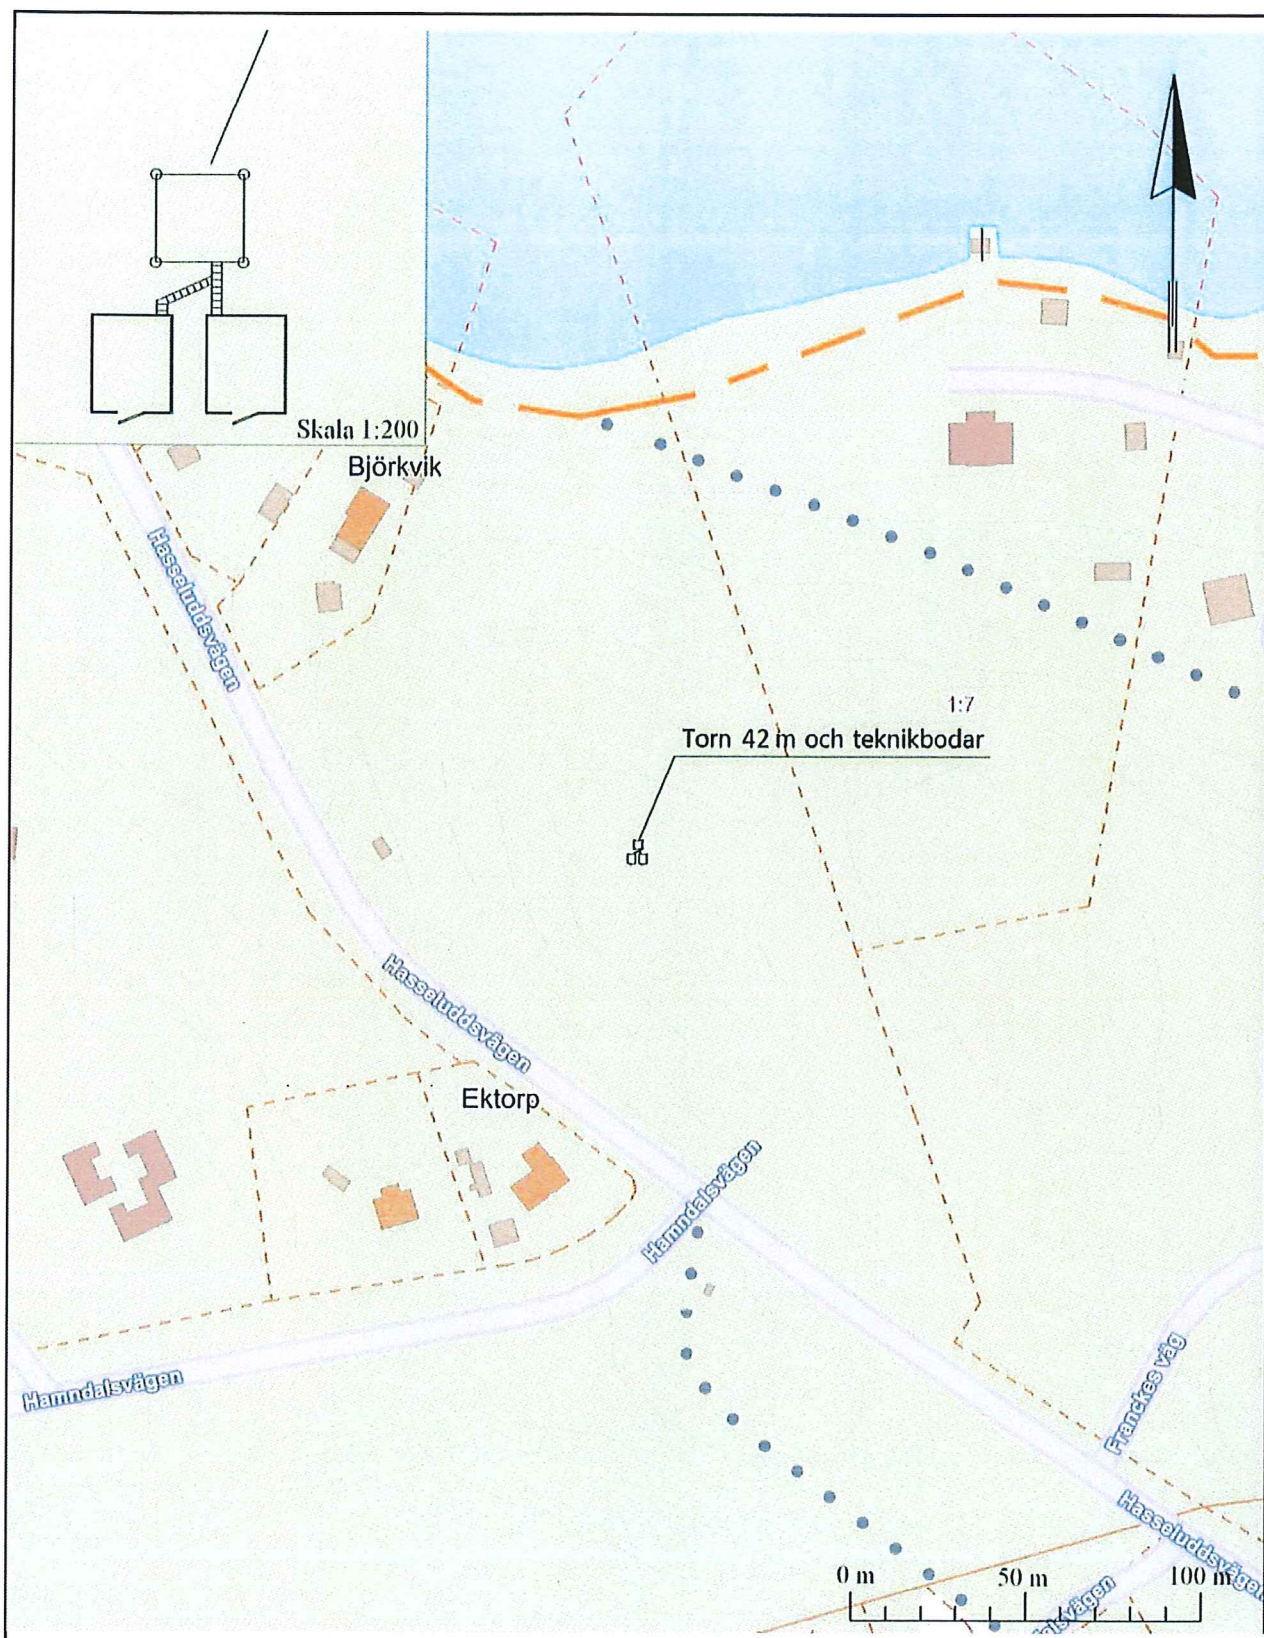 Skala 1:200
Björkvik
Hasseluddsvägen
1:7
Torn 42 m och teknikbodar
Hasseluddsvägen
Ektorp
Hamndalsvägen
Hamndalsvägen
Franckes väg
Hasseluddsvägen
dalsvägen
0 m 50 m 100 m